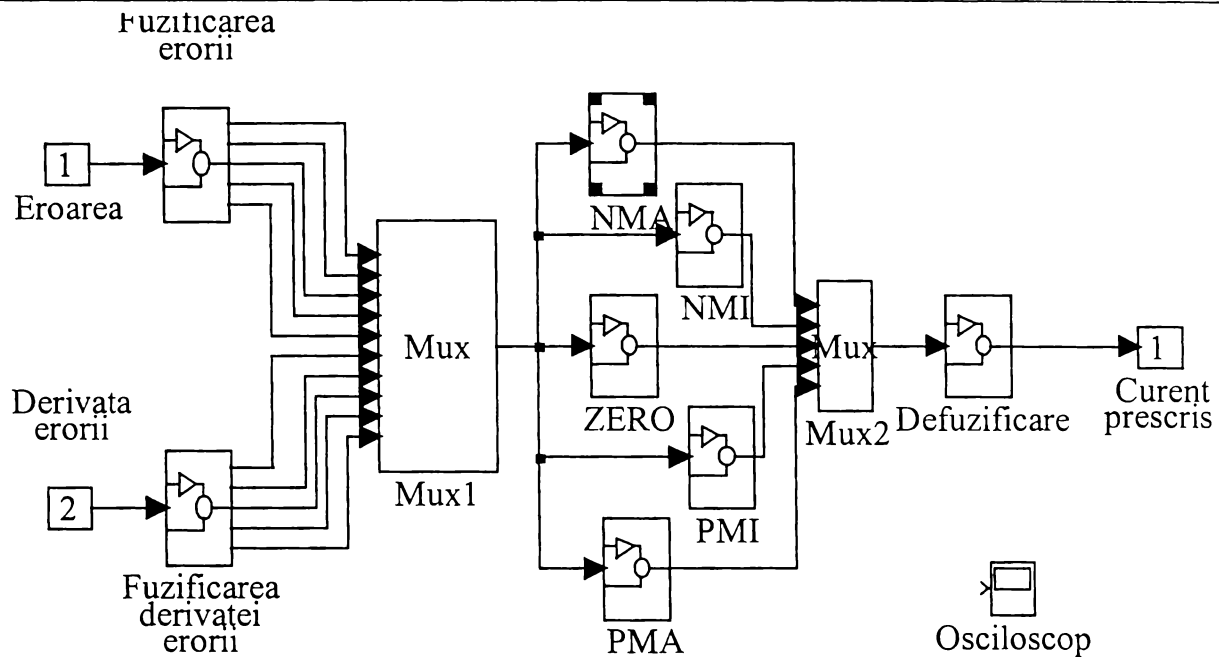 Fuzificarea
erorii
1
Eroarea
NMA
NMI
Mux
ZERO
Mux
Mux2
Defuzificare
1
Curent
prescris
Derivata
erorii
2
Mux1
PMI
Fuzificarea
derivaței
erorii
PMA
Osciloscop